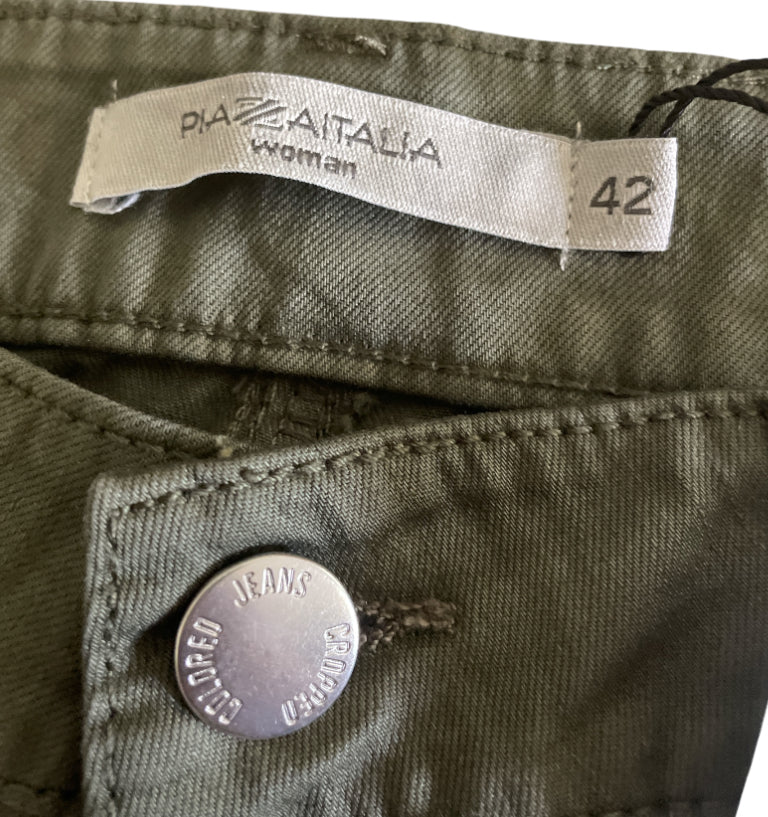 PIAZZAITALIA
woman
42
COLORED JEANS CROPPED